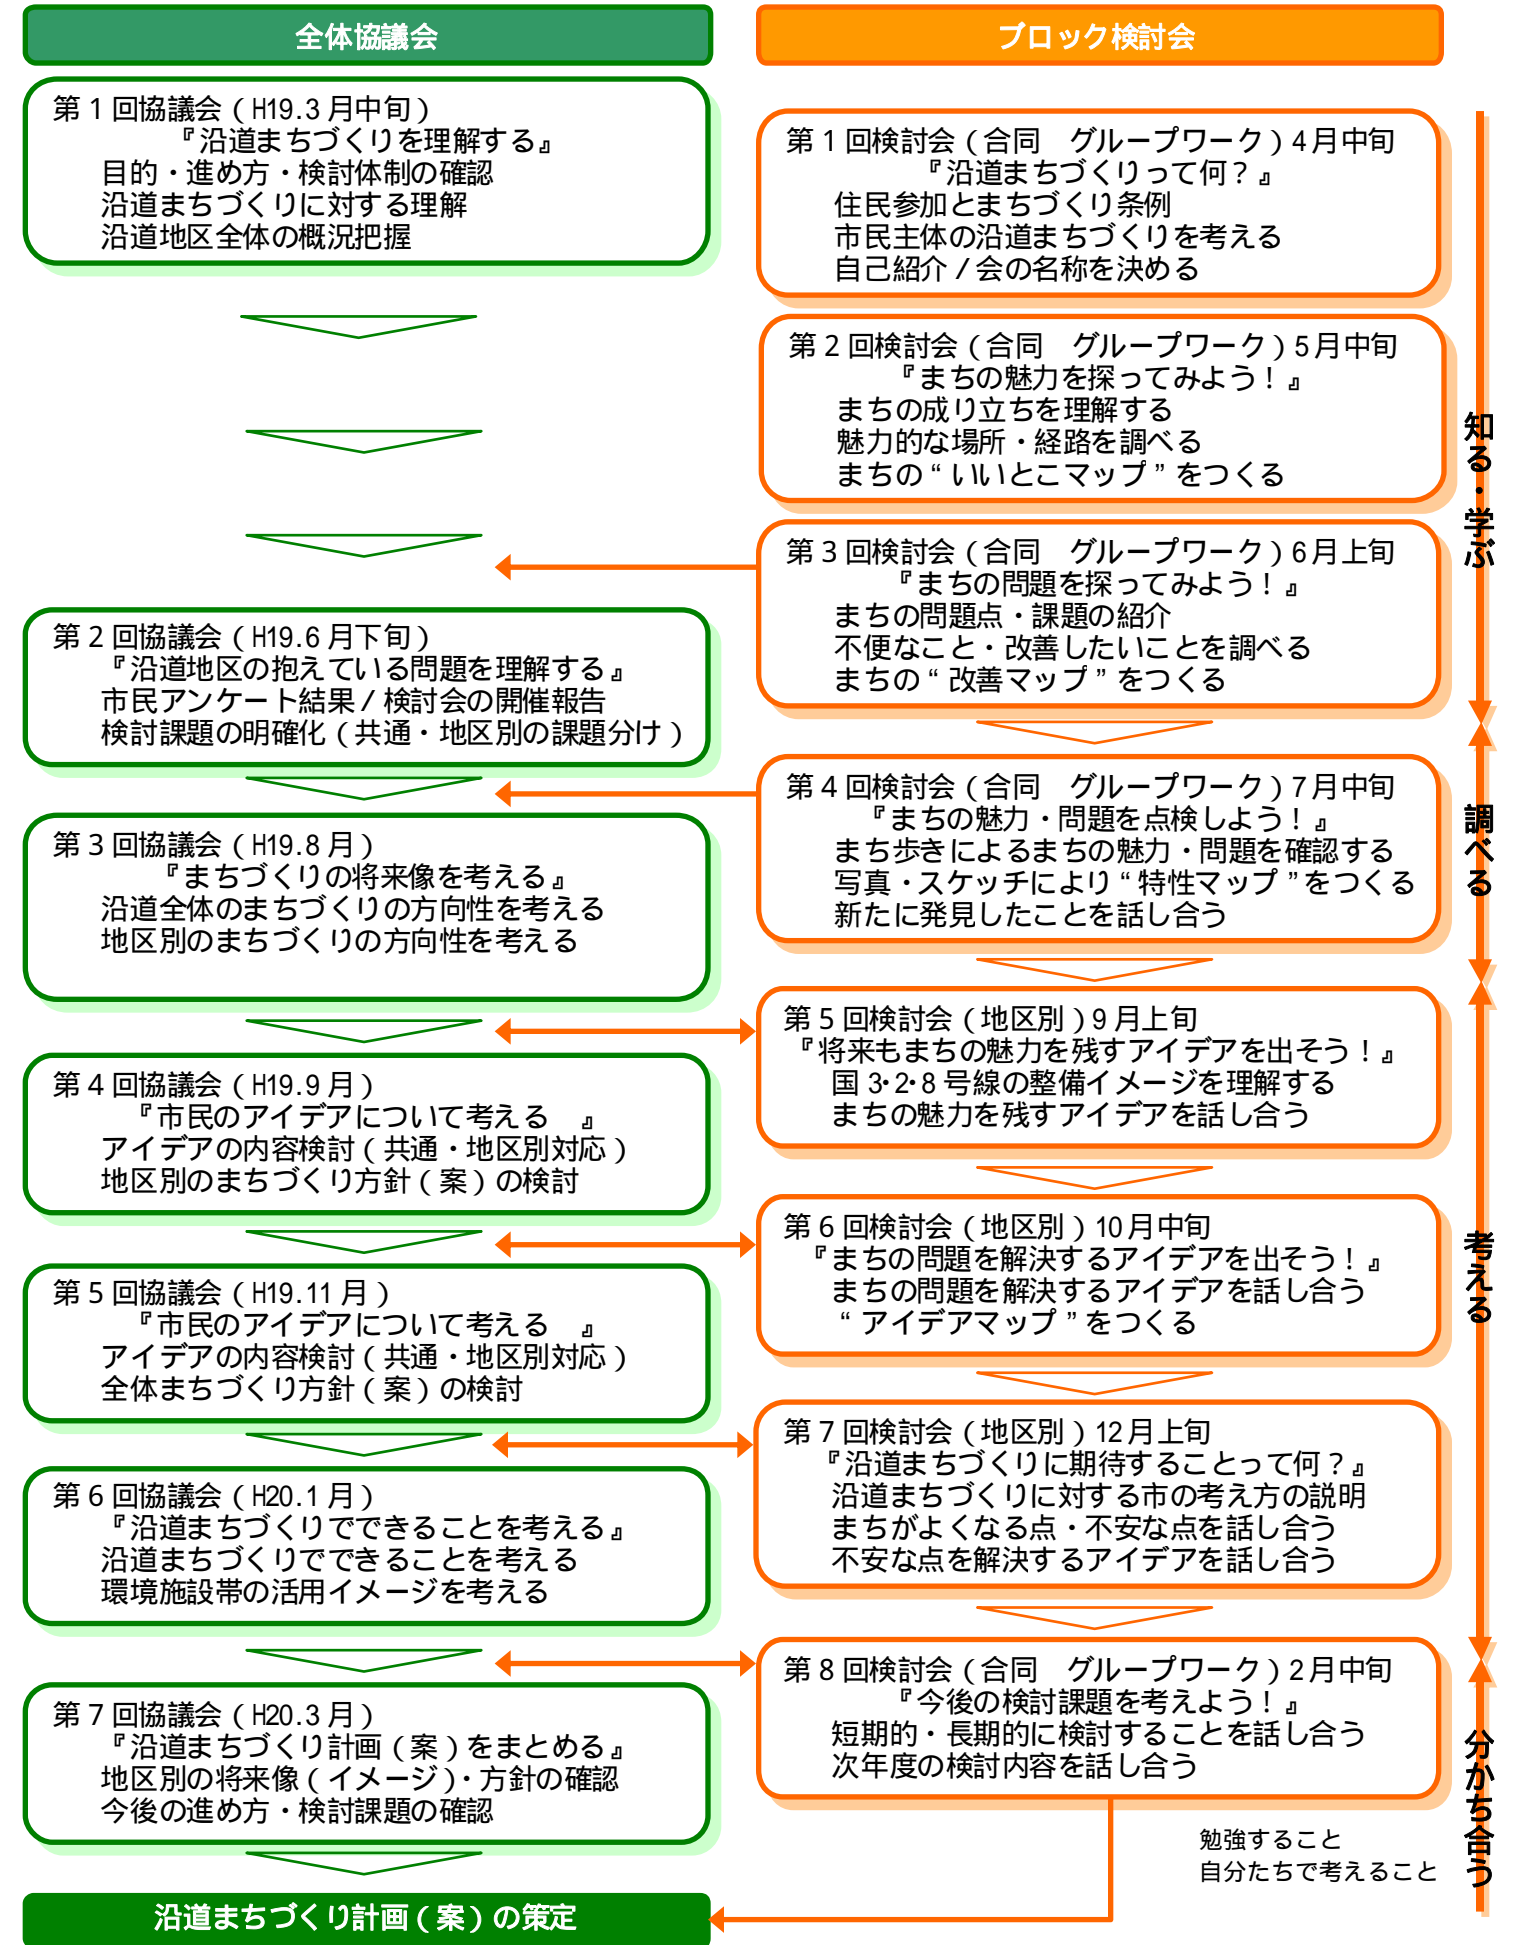 全体協議会
第1回協議会(H19.3月中旬)
『沿道まちづくりを理解する』
目的・進め方・検討体制の確認
沿道まちづくりに対する理解
沿道地区全体の概況把握
第2回協議会(H19.6月下旬)
『沿道地区の抱えている問題を理解する』
市民アンケート結果/検討会の開催報告
検討課題の明確化(共通・地区別の課題分け)
第3回協議会(H19.8月)
『まちづくりの将来像を考える』
沿道全体のまちづくりの方向性を考える
地区別のまちづくりの方向性を考える
第4回協議会(H19.9月)
『市民のアイデアについて考える　』
アイデアの内容検討(共通・地区別対応)
地区別のまちづくり方針(案)の検討
第5回協議会(H19.11月)
『市民のアイデアについて考える　』
アイデアの内容検討(共通・地区別対応)
全体まちづくり方針(案)の検討
第6回協議会(H20.1月)
『沿道まちづくりでできることを考える』
沿道まちづくりでできることを考える
環境施設帯の活用イメージを考える
第7回協議会(H20.3月)
『沿道まちづくり計画(案)をまとめる』
地区別の将来像(イメージ)・方針の確認
今後の進め方・検討課題の確認
沿道まちづくり計画(案)の策定
ブロック検討会
第1回検討会(合同　グループワーク)4月中旬
『沿道まちづくりって何?』
住民参加とまちづくり条例
市民主体の沿道まちづくりを考える
自己紹介/会の名称を決める
第2回検討会(合同　グループワーク)5月中旬
『まちの魅力を探ってみよう!』
まちの成り立ちを理解する
魅力的な場所・経路を調べる
まちの“いいとこマップ”をつくる
第3回検討会(合同　グループワーク)6月上旬
『まちの問題を探ってみよう!』
まちの問題点・課題の紹介
不便なこと・改善したいことを調べる
まちの“改善マップ”をつくる
第4回検討会(合同　グループワーク)7月中旬
『まちの魅力・問題を点検しよう!』
まち歩きによるまちの魅力・問題を確認する
写真・スケッチにより“特性マップ”をつくる
新たに発見したことを話し合う
第5回検討会(地区別)9月上旬
『将来もまちの魅力を残すアイデアを出そう!』
国3・2・8号線の整備イメージを理解する
まちの魅力を残すアイデアを話し合う
第6回検討会(地区別)10月中旬
『まちの問題を解決するアイデアを出そう!』
まちの問題を解決するアイデアを話し合う
“アイデアマップ”をつくる
第7回検討会(地区別)12月上旬
『沿道まちづくりに期待することって何?』
沿道まちづくりに対する市の考え方の説明
まちがよくなる点・不安な点を話し合う
不安な点を解決するアイデアを話し合う
第8回検討会(合同　グループワーク)2月中旬
『今後の検討課題を考えよう!』
短期的・長期的に検討することを話し合う
次年度の検討内容を話し合う
勉強すること
自分たちで考えること
知る・学ぶ
調べる
考える
分かち合う